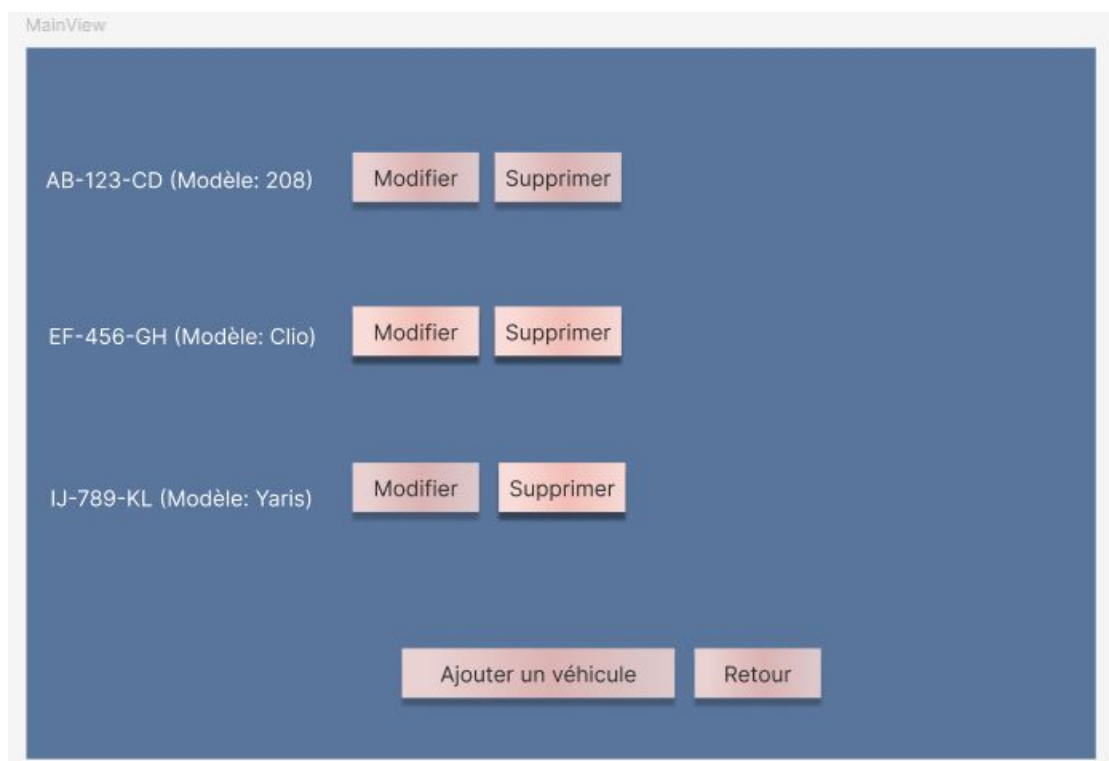 MainView
AB-123-CD (Modèle: 208) Modifier Supprimer
EF-456-GH (Modèle: Clio) Modifier Supprimer
IJ-789-KL (Modèle: Yaris) Modifier Supprimer
Ajouter un véhicule Retour